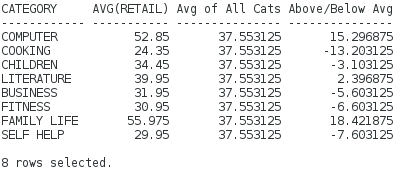 CATEGORY AVG(RETAIL) Avg of All Cats Above/Below Avg
------------ ----------- --------------- ---------------
COMPUTER 52.85 37.553125 15.296875
COOKING 24.35 37.553125 -13.203125
CHILDREN 34.45 37.553125 -3.103125
LITERATURE 39.95 37.553125 2.396875
BUSINESS 31.95 37.553125 -5.603125
FITNESS 30.95 37.553125 -6.603125
FAMILY LIFE 55.975 37.553125 18.421875
SELF HELP 29.95 37.553125 -7.603125
8 rows selected.